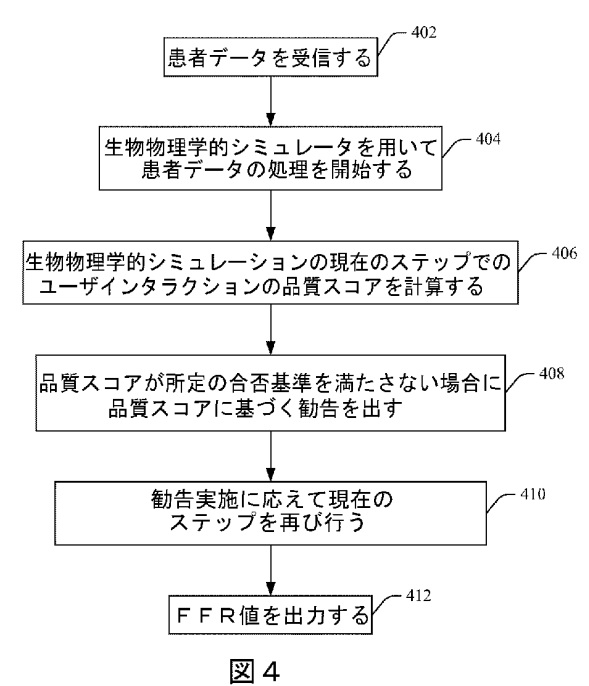 患者データを受信する
402
生物物理学的シミュレータを用いて
患者データの処理を開始する
404
生物物理学的シミュレーションの現在のステップでの
ユーザインタラクションの品質スコアを計算する
406
品質スコアが所定の合否基準を満たさない場合に
品質スコアに基づく勧告を出す
408
勧告実施に応えて現在の
ステップを再び行う
410
ＦＦＲ値を出力する
412
図４